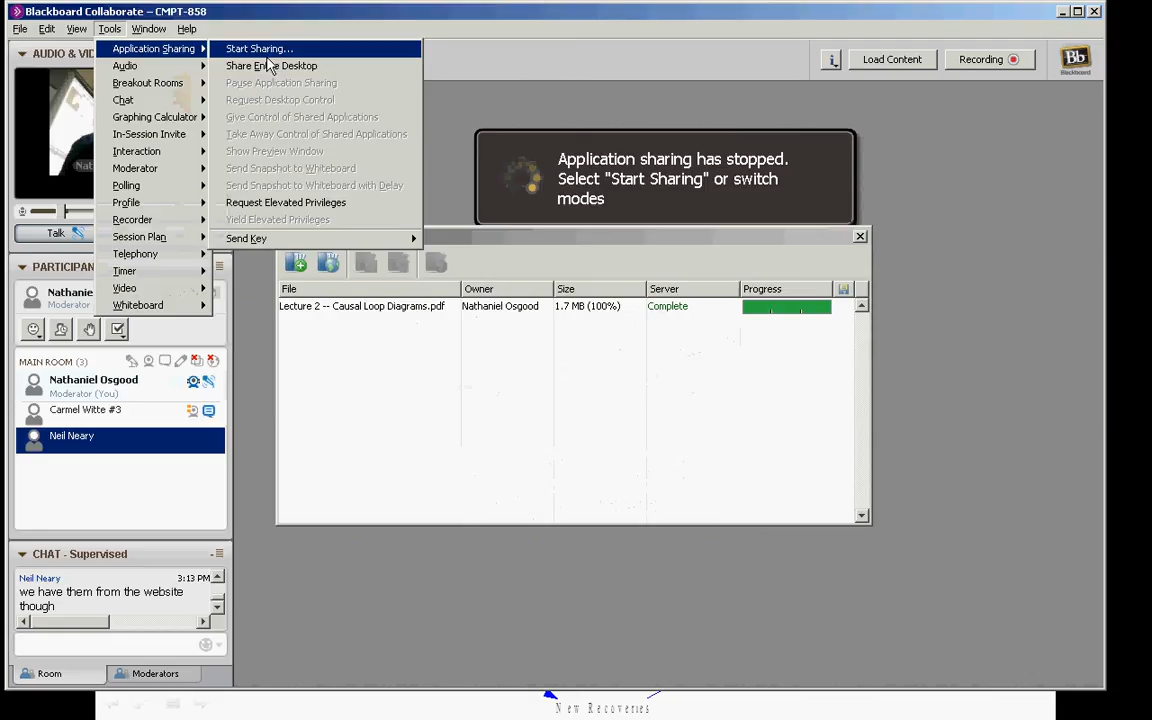 Blackboard Collaborate - CMPT-858
File Edit View Tools Window Help
AUDIO & VID
Application Sharing
Audio
Breakout Rooms
Chat
Graphing Calculator
In-Session Invite
Interaction
Moderator
Polling
Profile
Recorder
Session Plan
Telephony
Timer
Video
Whiteboard
Start Sharing...
Share Entire Desktop
Pause Application Sharing
Request Desktop Control
Give Control of Shared Applications
Take Away Control of Shared Applications
Show Preview Window
Send Snapshot to Whiteboard
Send Snapshot to Whiteboard with Delay
Request Elevated Privileges
Yield Elevated Privileges
Send Key
Load Content
Recording
Bb
Blackboard
Application sharing has stopped.
Select "Start Sharing" or switch
modes
File Owner Size Server Progress
Lecture 2 -- Causal Loop Diagrams.pdf Nathaniel Osgood 1.7 MB (100%) Complete
Talk
PARTICIPAN
Nathaniel
Moderator
MAIN ROOM (3)
Nathaniel Osgood
Moderator (You)
Carmel Witte #3
Neil Neary
CHAT - Supervised
Neil Neary 3:13 PM
we have them from the website
though
Room Moderators
New Recoveries